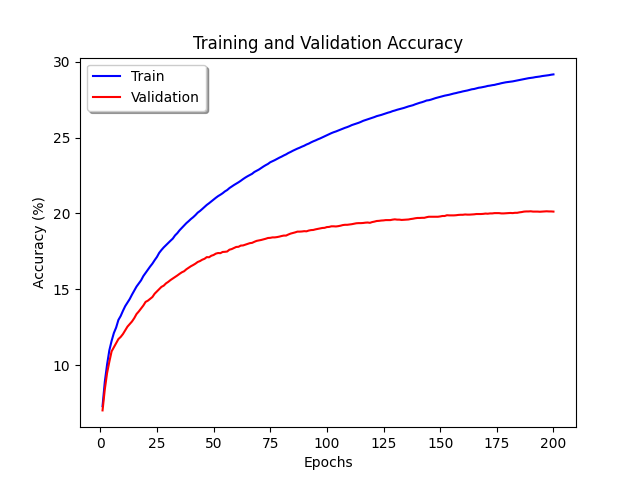 Training and Validation Accuracy
Train
Validation
Accuracy (%)
30
25
20
15
10
0 25 50 75 100 125 150 175 200
Epochs